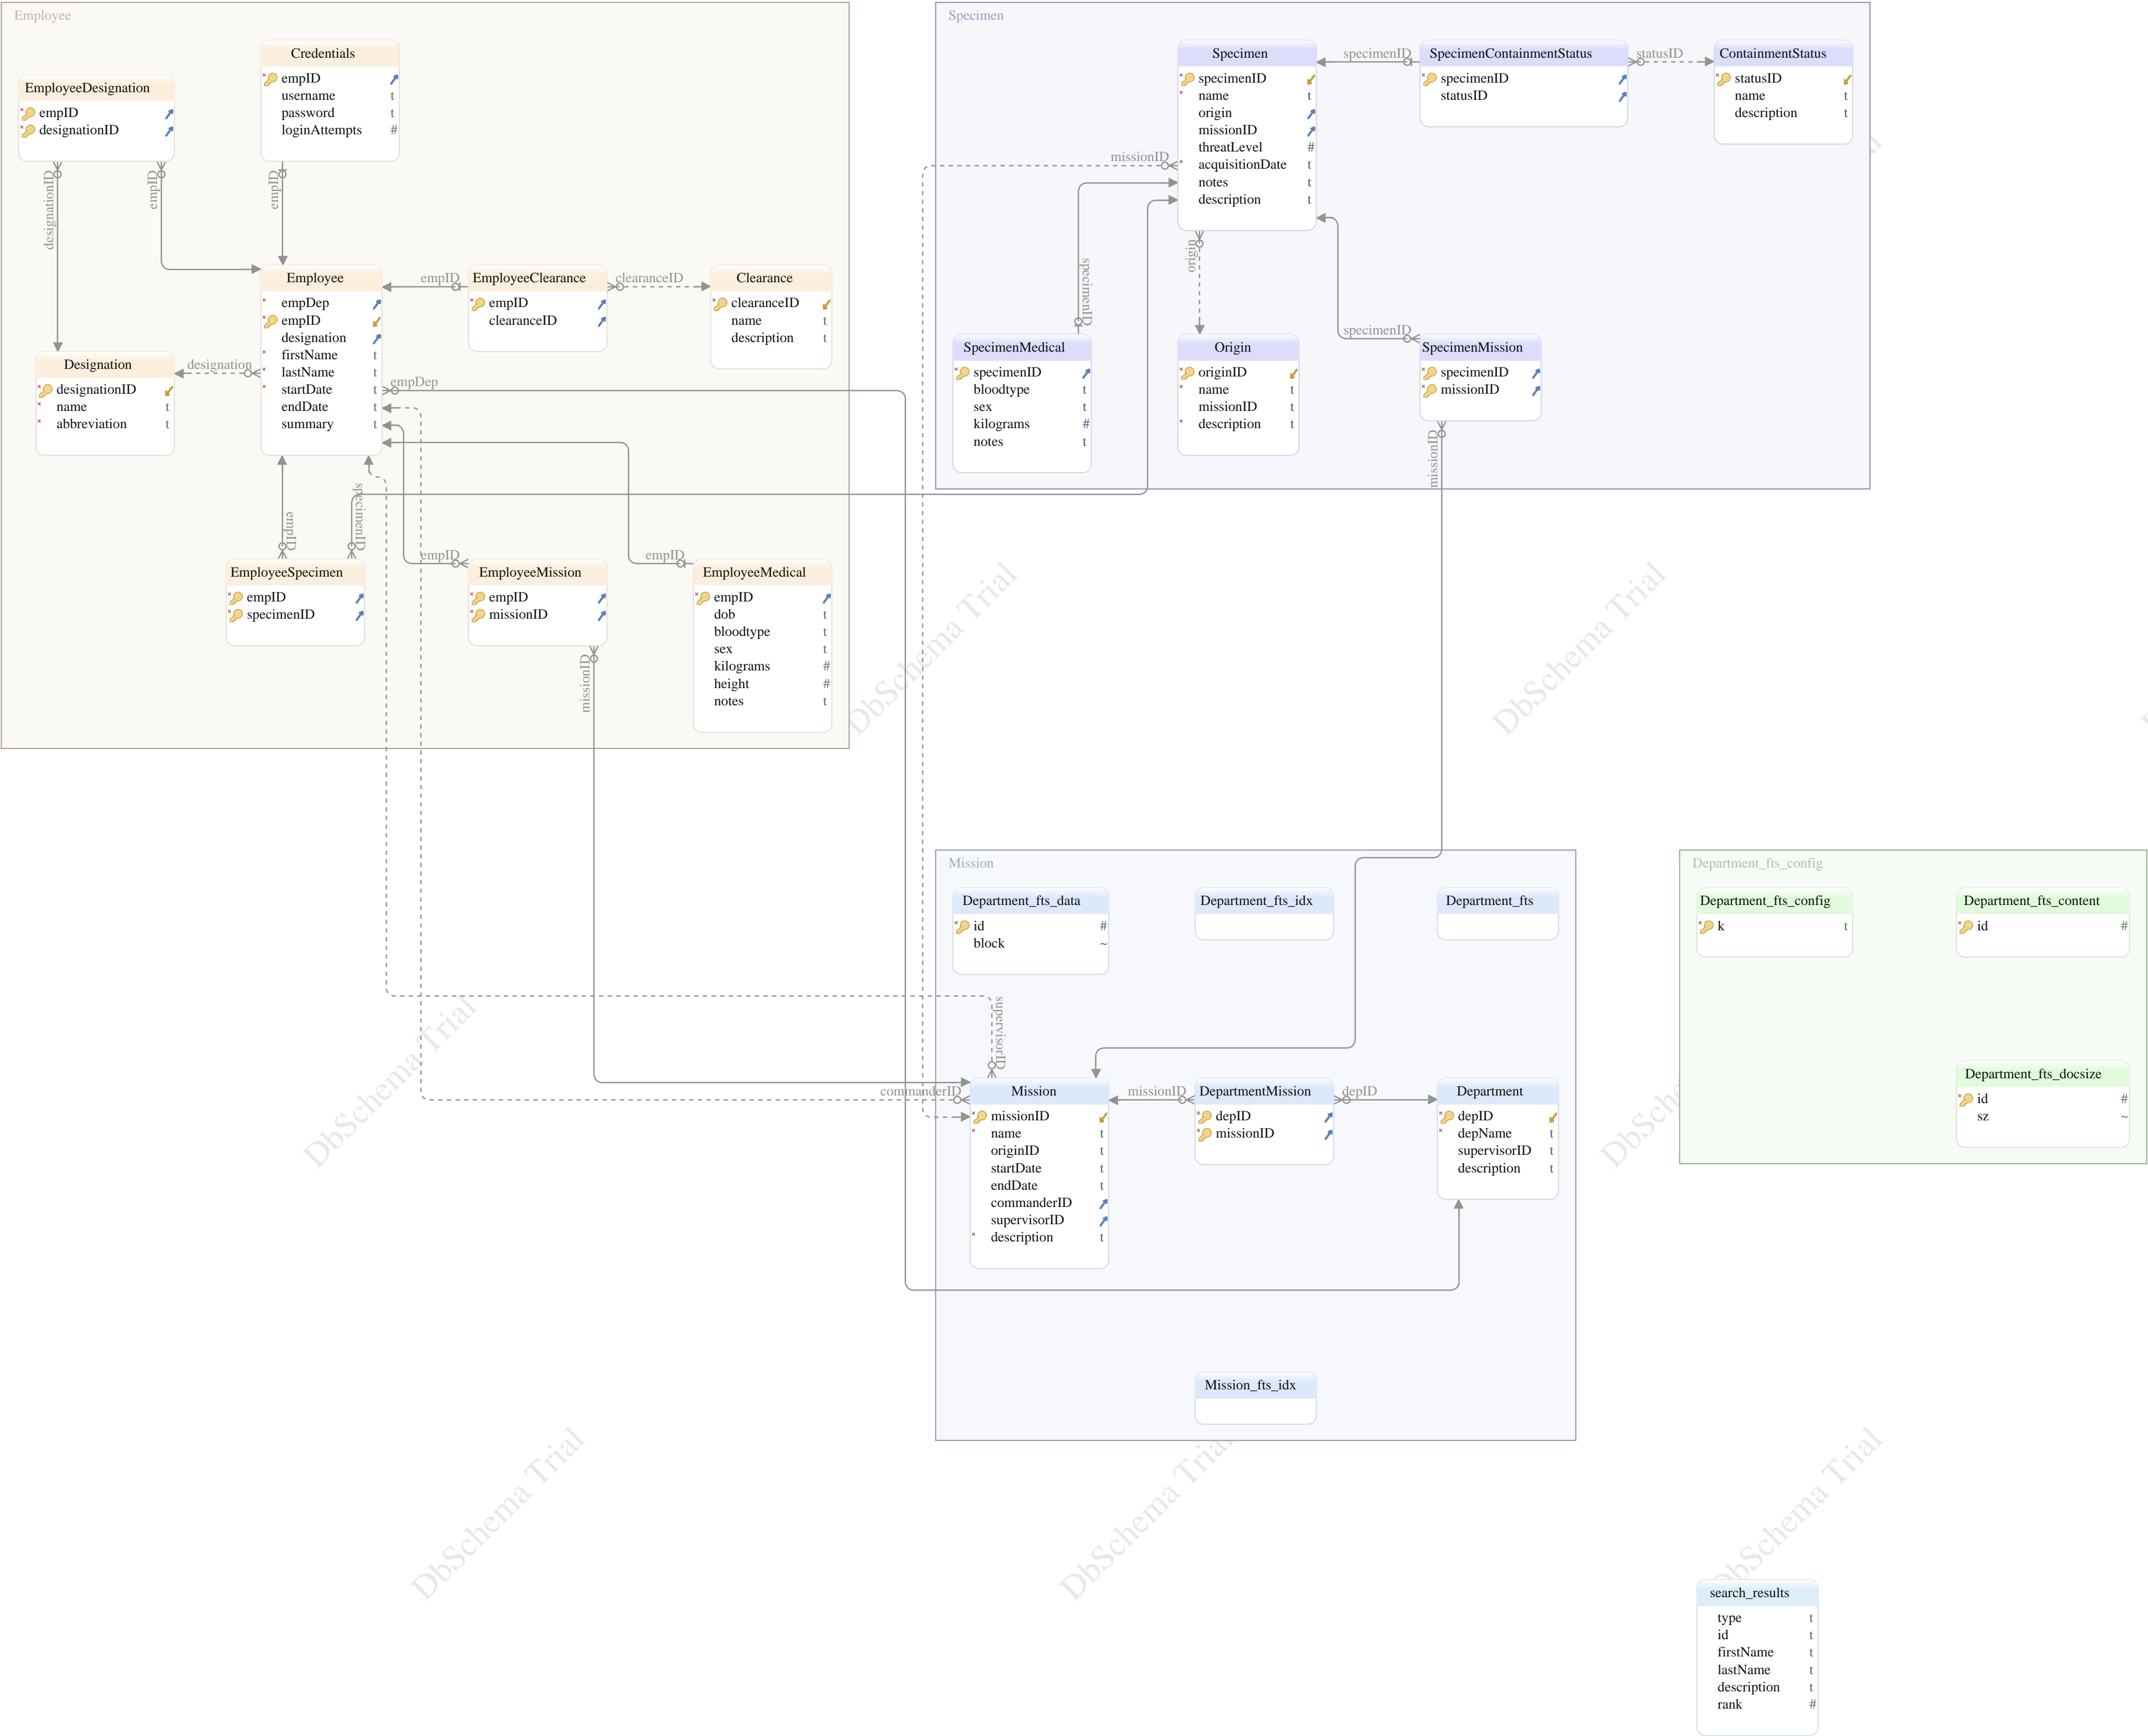 Employee
Credentials
empID
username t
password t
loginAttempts #
EmployeeDesignation
empID
designationID
designationID
empID
empID
Employee
empDep
empID
designation
firstName t
lastName t
startDate t
endDate t
summary t
empID
EmployeeClearance
empID
clearanceID
clearanceID
Clearance
clearanceID
name t
description t
Designation
designationID
name t
abbreviation t
designation
empDep
empID
specimenID
empID
empID
EmployeeSpecimen
empID
specimenID
EmployeeMission
empID
missionID
missionID
EmployeeMedical
empID
dob t
bloodtype t
sex t
kilograms #
height #
notes t
Specimen
Specimen
specimenID
name t
origin
missionID
threatLevel #
acquisitionDate t
notes t
description t
specimenID
SpecimenContainmentStatus
specimenID
statusID
statusID
ContainmentStatus
statusID
name t
description t
missionID
specimenID
origin
specimenID
SpecimenMedical
specimenID
bloodtype t
sex t
kilograms #
notes t
Origin
originID
name t
missionID t
description t
SpecimenMission
specimenID
missionID
missionID
DbSchema Trial
DbSchema Trial
Mission
Department_fts_data
id #
block ~
Department_fts_idx
Department_fts
supervisorID
commanderID
Mission
missionID
name t
originID t
startDate t
endDate t
commanderID
supervisorID
description t
missionID
DepartmentMission
depID
missionID
depID
Department
depID
depName t
supervisorID t
description t
Mission_fts_idx
Department_fts_config
Department_fts_config
k t
Department_fts_content
id #
Department_fts_docsize
id #
sz ~
DbSchema Trial
DbSchema Trial
DbSchema Trial
DbSchema Trial
search_results
type t
id t
firstName t
lastName t
description t
rank #